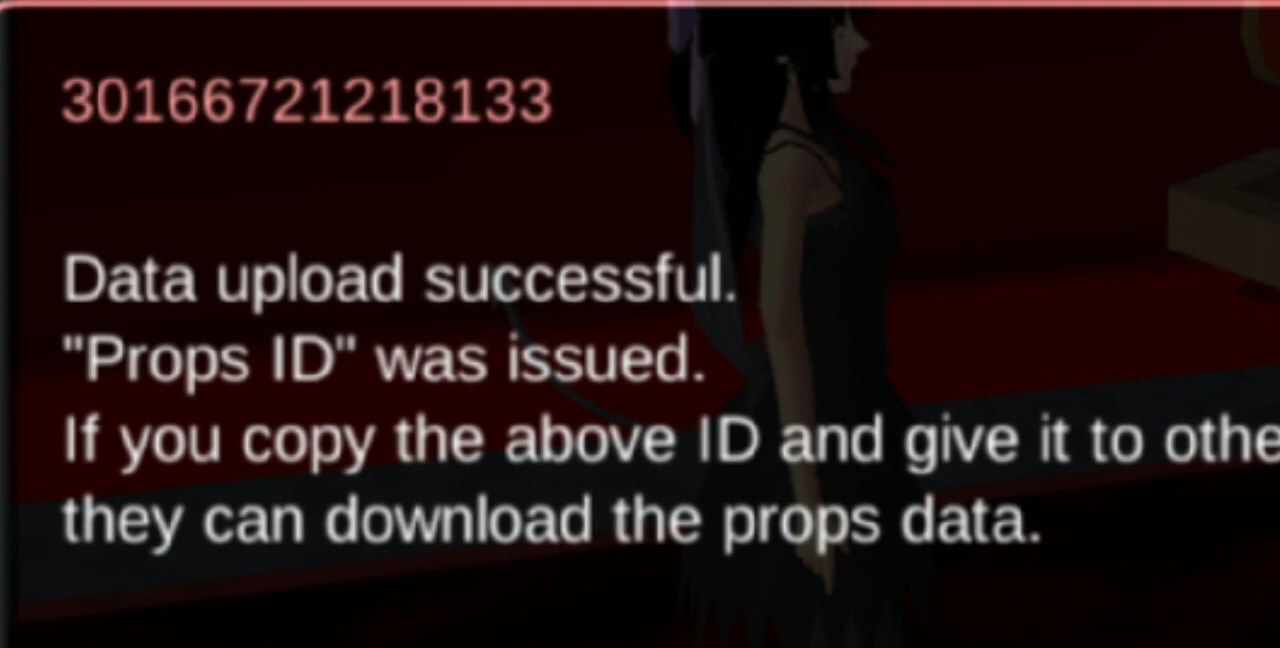 30166721218133
Data upload successful.
"Props ID" was issued.
If you copy the above ID and give it to othe
they can download the props data.